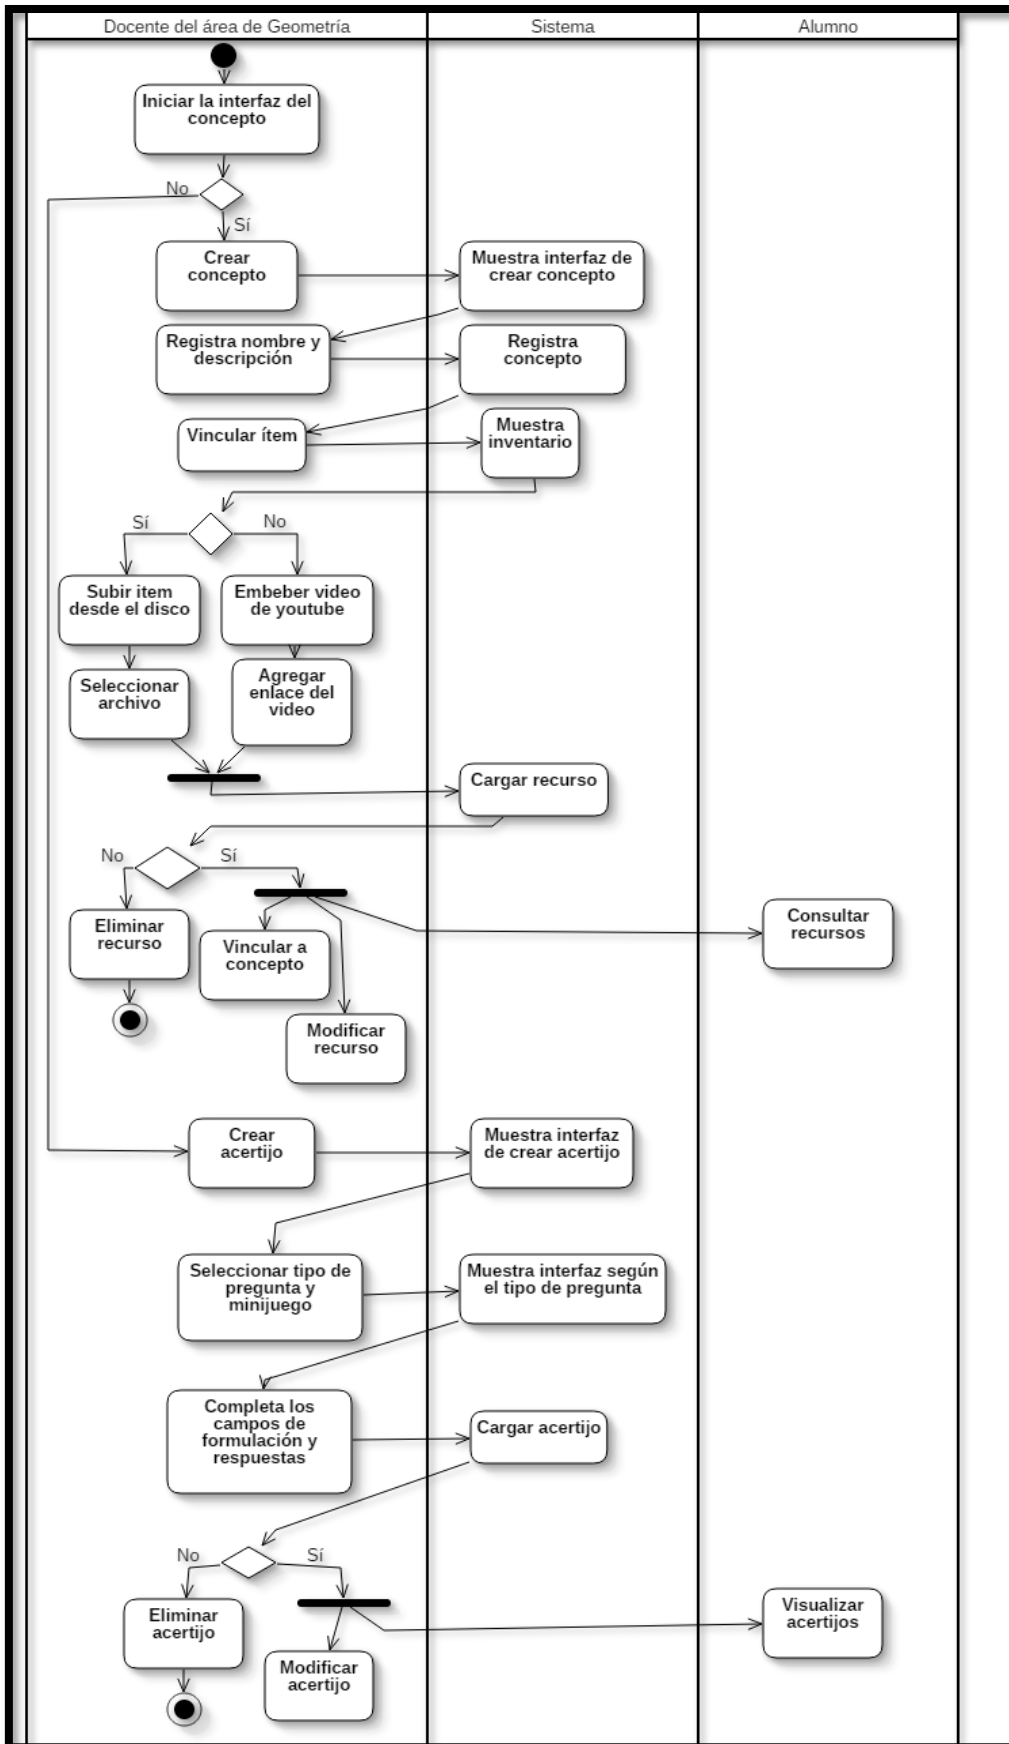 Docente del área de Geometría
Sistema
Alumno
Iniciar la interfaz del
concepto
No
Sí
Crear
concepto
Muestra interfaz de
crear concepto
Registra nombre y
descripción
Registra
concepto
Vincular ítem
Muestra
inventario
Sí
No
Subir item
desde el disco
Embeber video
de youtube
Seleccionar
archivo
Agregar
enlace del
video
Cargar recurso
No
Sí
Eliminar
recurso
Vincular a
concepto
Consultar
recursos
Modificar
recurso
Crear
acertijo
Muestra interfaz
de crear acertijo
Seleccionar tipo de
pregunta y
minijuego
Muestra interfaz según
el tipo de pregunta
Completa los
campos de
formulación y
respuestas
Cargar acertijo
No
Sí
Eliminar
acertijo
Visualizar
acertijos
Modificar
acertijo